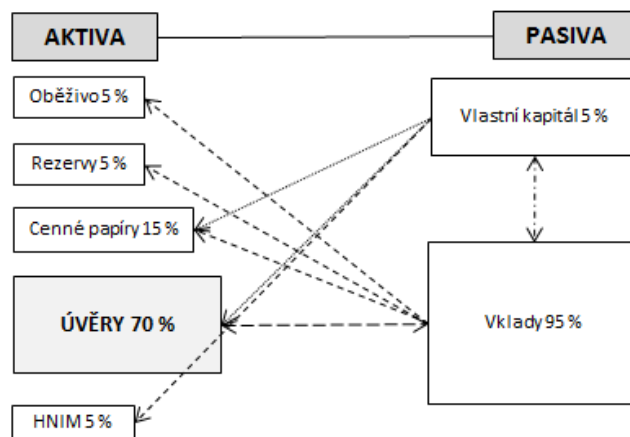 AKTIVA
PASIVA
Oběživo 5 %
Rezervy 5 %
Cenné papíry 15 %
ÚVĚRY 70 %
HNIM 5 %
Vlastní kapitál 5 %
Vklady 95 %